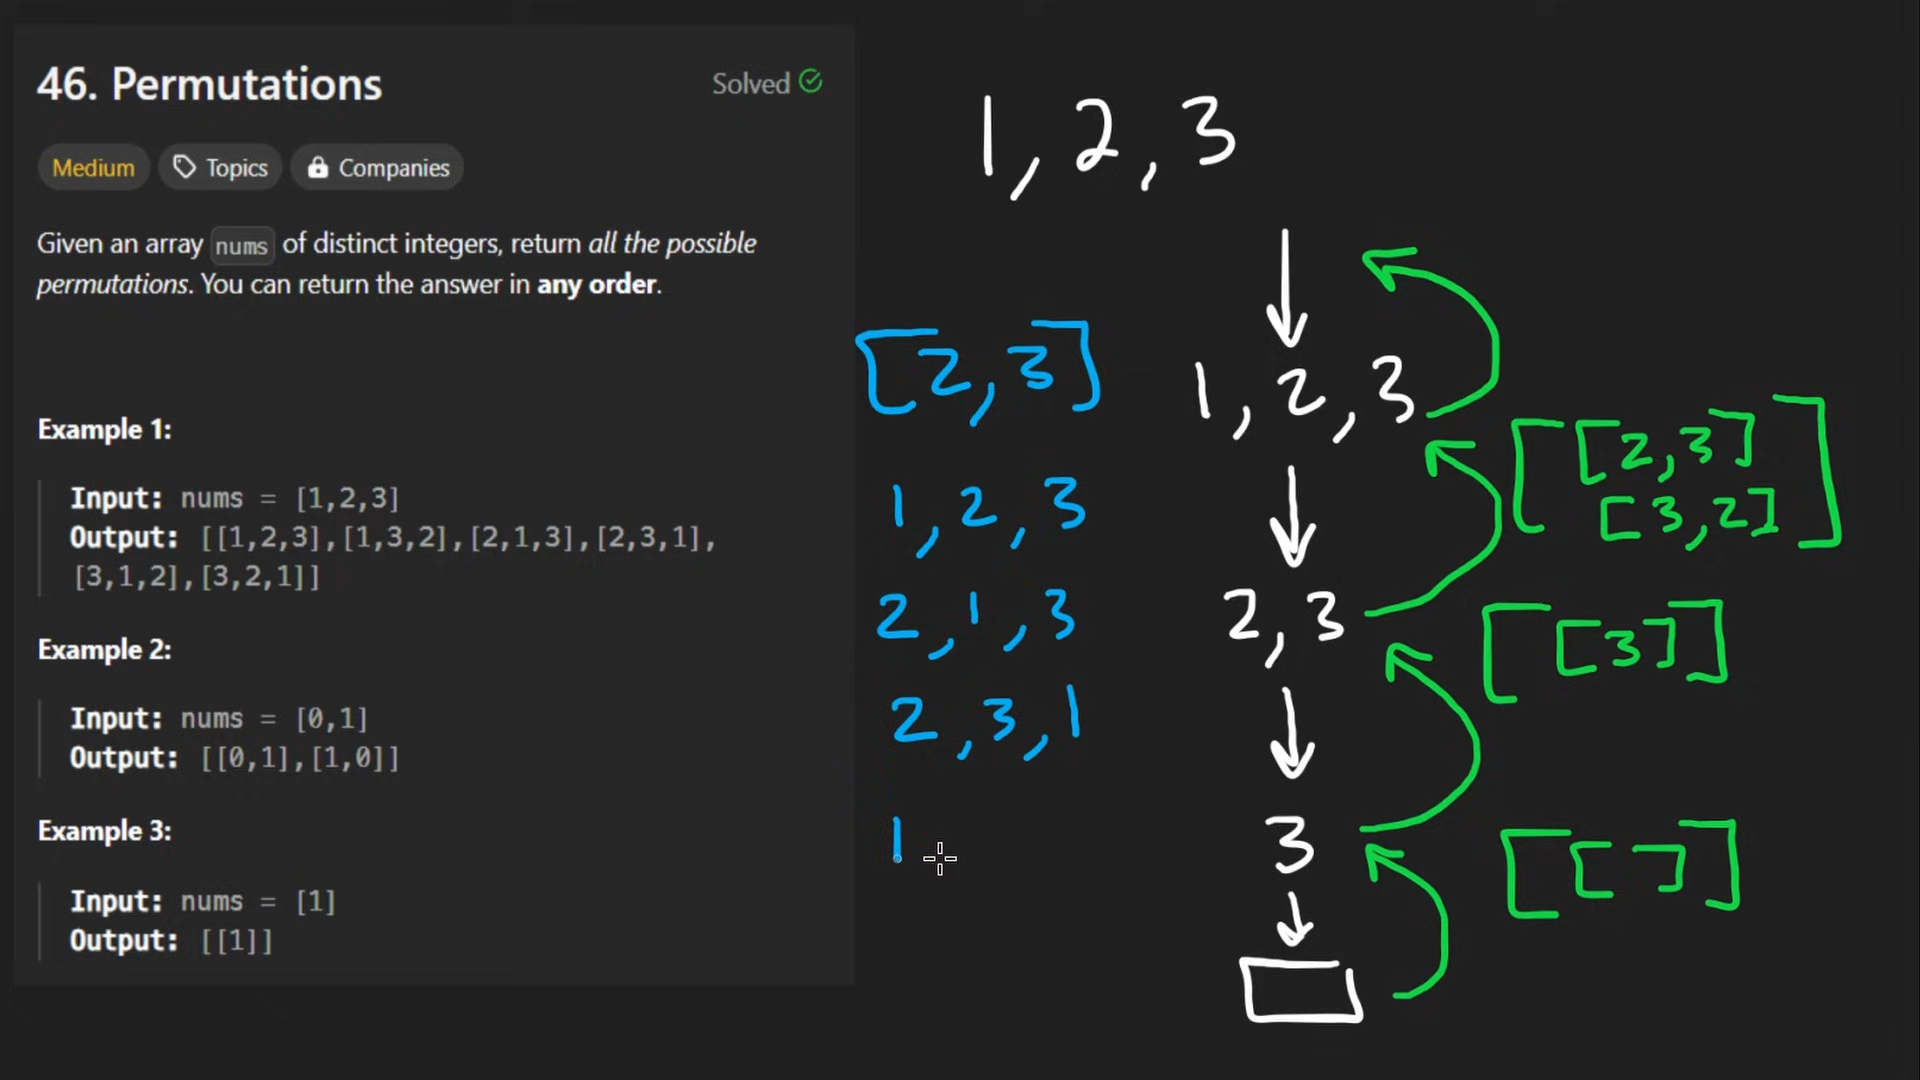 46. Permutations
Solved
Medium
Topics
Companies
Given an array nums of distinct integers, return all the possible
permutations. You can return the answer in any order.
Example 1:
Input: nums = [1,2,3]
Output: [[1,2,3],[1,3,2],[2,1,3],[2,3,1],
[3,1,2],[3,2,1]]
Example 2:
Input: nums = [0,1]
Output: [[0,1],[1,0]]
Example 3:
Input: nums = [1]
Output: [[1]]
1, 2, 3
[2, 3]
1, 2, 3
2, 1, 3
2, 3, 1
1
1, 2, 3
2, 3
3
[[2, 3]
[3, 2]]
[[3]]
[[ ]]